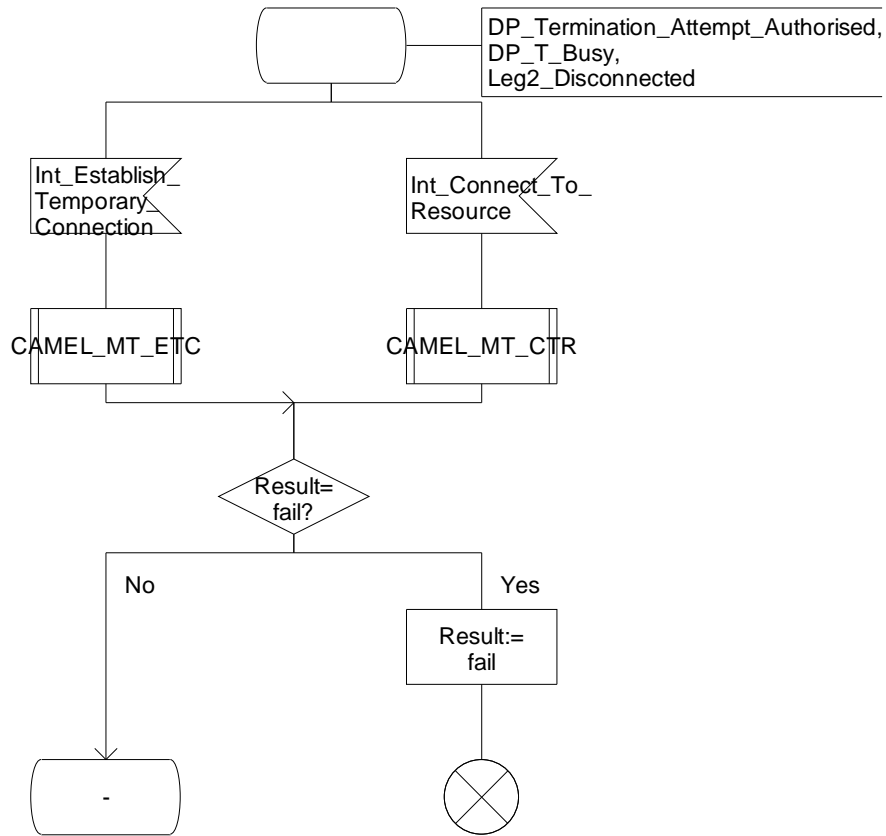 DP_Termination_Attempt_Authorised,
DP_T_Busy,
Leg2_Disconnected
Int_Establish_
Temporary_
Connection
Int_Connect_To_
Resource
CAMEL_MT_ETC
CAMEL_MT_CTR
Result=
fail?
No
Yes
Result:=
fail
-